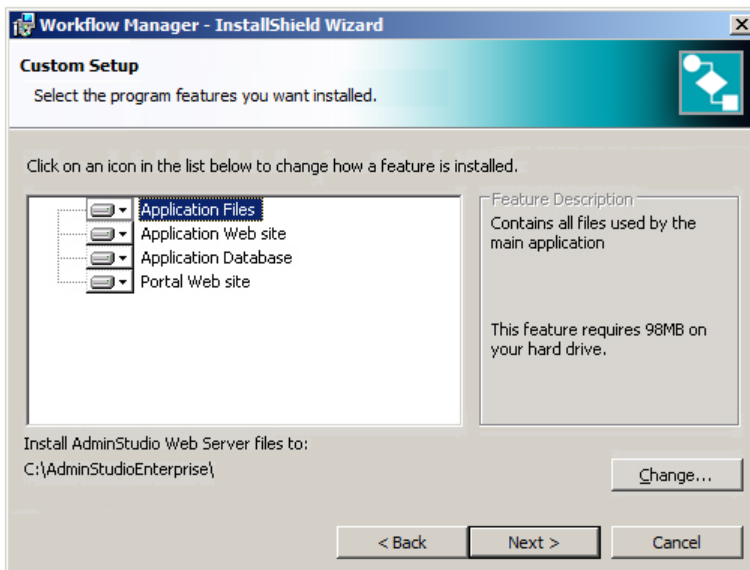 Workflow Manager - InstallShield Wizard
Custom Setup
Select the program features you want installed.
Click on an icon in the list below to change how a feature is installed.
Application Files
Application Web site
Application Database
Portal Web site
Feature Description
Contains all files used by the
main application
This feature requires 98MB on
your hard drive.
Install AdminStudio Web Server files to:
C:\AdminStudioEnterprise\
Change...
< Back
Next >
Cancel